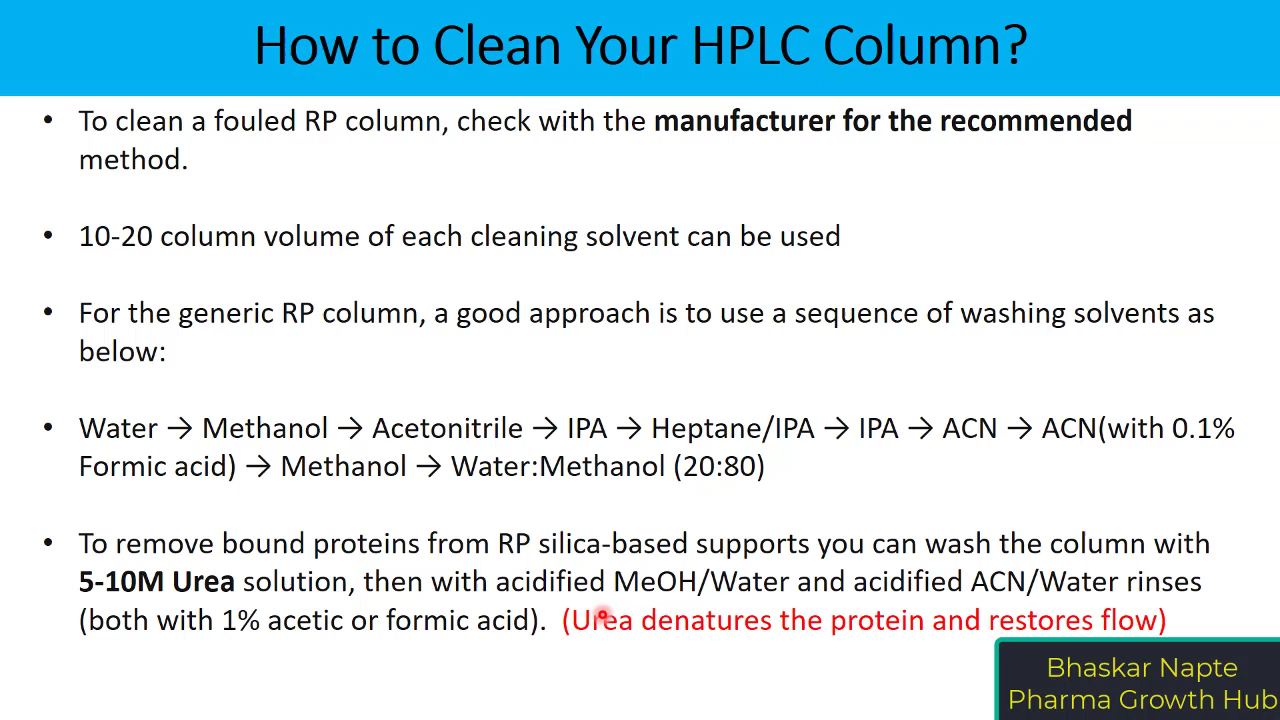 How to Clean Your HPLC Column?
• To clean a fouled RP column, check with the manufacturer for the recommended
method.
• 10-20 column volume of each cleaning solvent can be used
• For the generic RP column, a good approach is to use a sequence of washing solvents as
below:
• Water → Methanol → Acetonitrile → IPA → Heptane/IPA → IPA → ACN → ACN(with 0.1%
Formic acid) → Methanol → Water:Methanol (20:80)
• To remove bound proteins from RP silica-based supports you can wash the column with
5-10M Urea solution, then with acidified MeOH/Water and acidified ACN/Water rinses
(both with 1% acetic or formic acid). (Urea denatures the protein and restores flow)
Bhaskar Napte
Pharma Growth Hub